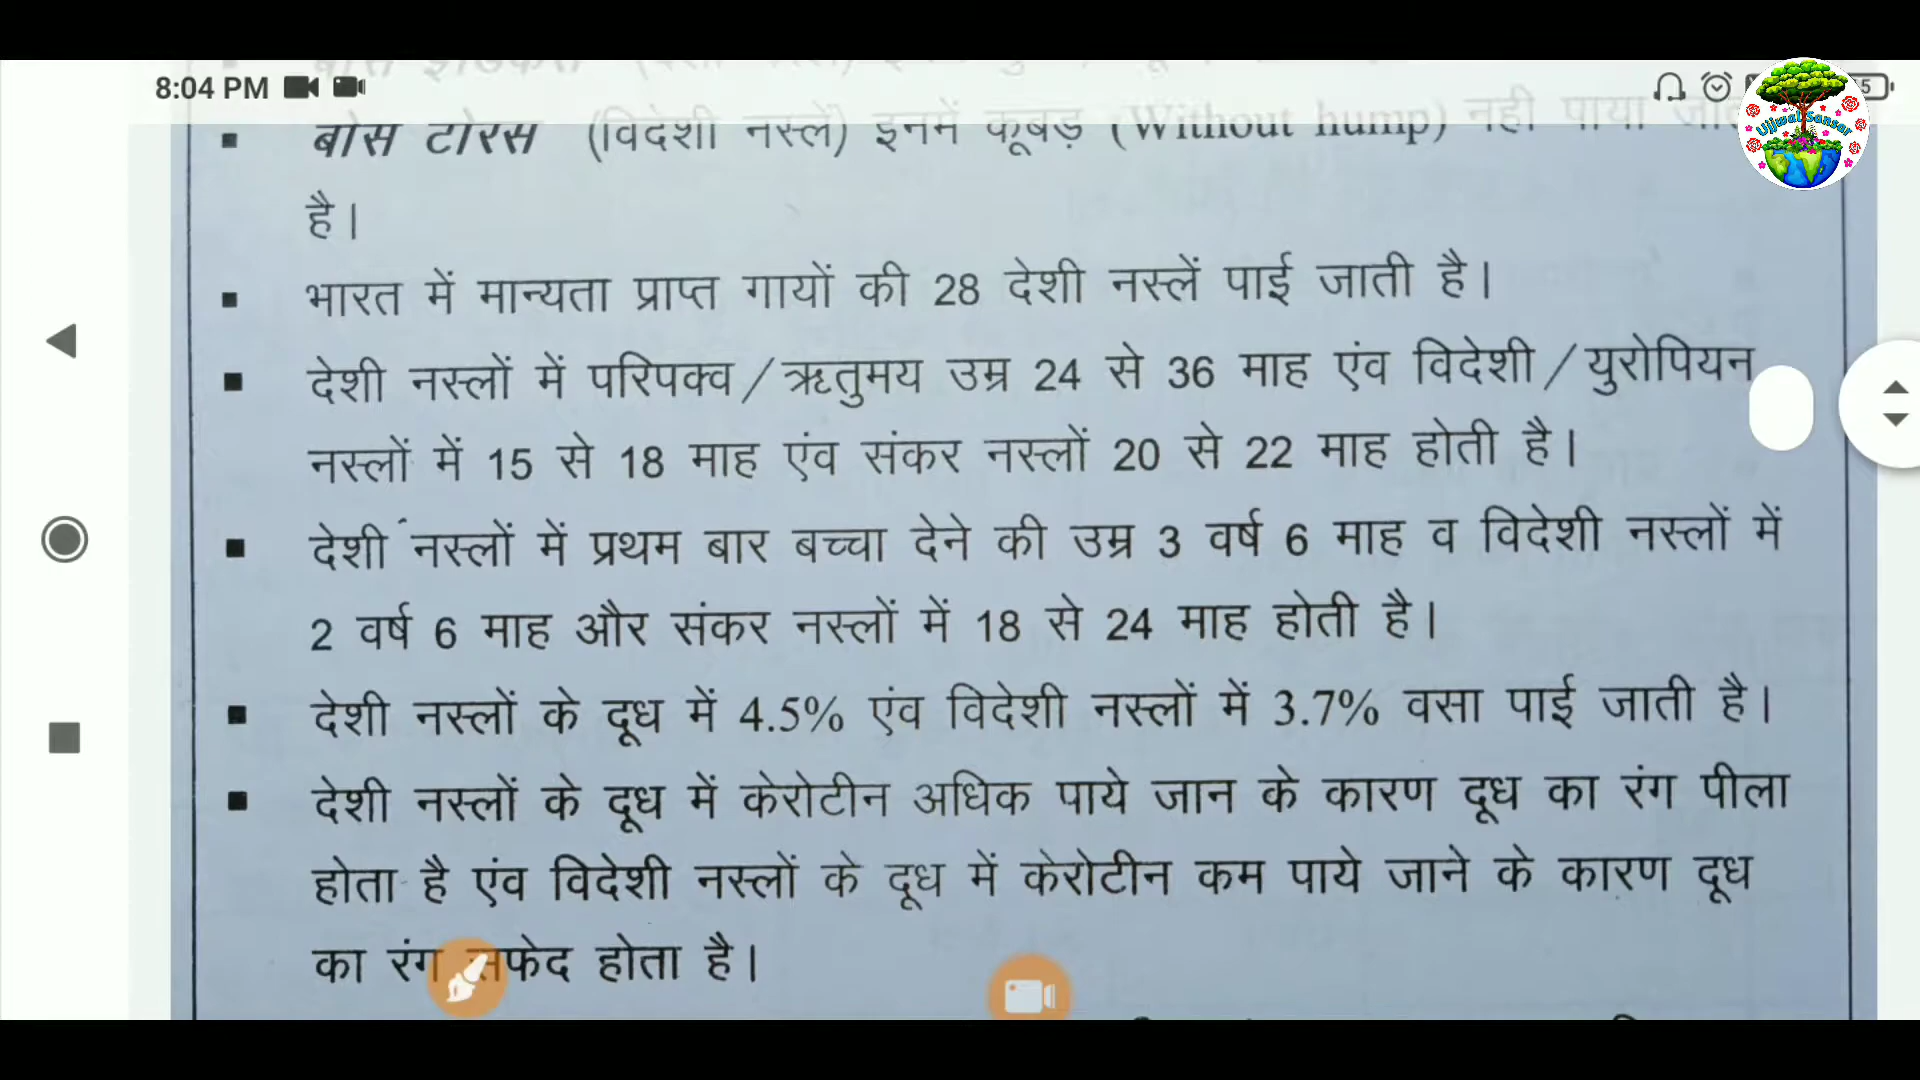 8:04 PM
Ujjwal Sansar
▪ बोस टोरस (विदेशी नस्लें) इनमें कूबड़ (Without hump) नही पाया
है।
▪ भारत में मान्यता प्राप्त गायों की 28 देशी नस्लें पाई जाती है।
▪ देशी नस्लों में परिपक्व/ऋतुमय उम्र 24 से 36 माह एंव विदेशी/युरोपियन
नस्लों में 15 से 18 माह एंव संकर नस्लों 20 से 22 माह होती है।
▪ देशी नस्लों में प्रथम बार बच्चा देने की उम्र 3 वर्ष 6 माह व विदेशी नस्लों में
2 वर्ष 6 माह और संकर नस्लों में 18 से 24 माह होती है।
▪ देशी नस्लों के दूध में 4.5% एंव विदेशी नस्लों में 3.7% वसा पाई जाती है।
▪ देशी नस्लों के दूध में केरोटीन अधिक पाये जान के कारण दूध का रंग पीला
होता है एंव विदेशी नस्लों के दूध में केरोटीन कम पाये जाने के कारण दूध
का रंग सफेद होता है।